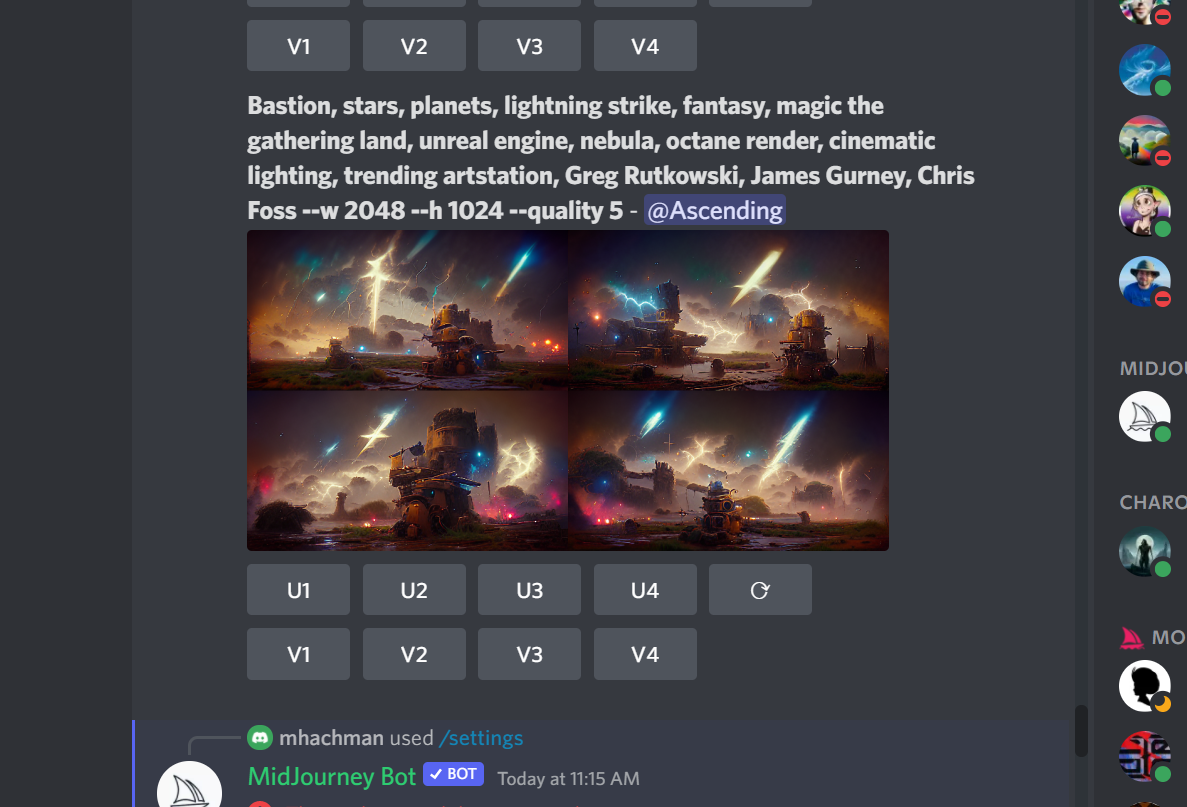 V1 V2 V3 V4
Bastion, stars, planets, lightning strike, fantasy, magic the
gathering land, unreal engine, nebula, octane render, cinematic
lighting, trending artstation, Greg Rutkowski, James Gurney, Chris
Foss --w 2048 --h 1024 --quality 5 - @Ascending
U1 U2 U3 U4
V1 V2 V3 V4
mhachman used /settings
MidJourney Bot ✓ BOT Today at 11:15 AM
MIDJOU
CHARO
MO